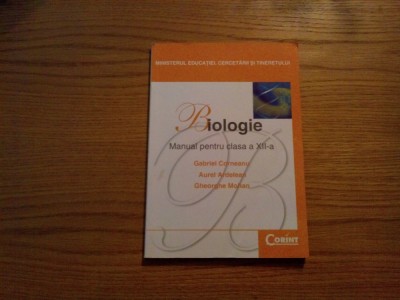 MINISTERUL EDUCAȚIEI, CERCETĂRII ȘI TINERETULUI
Biologie
Manual pentru clasa a XII-a
Gabriel Corneanu
Aurel Ardelean
Gheorghe Mohan
CORINT